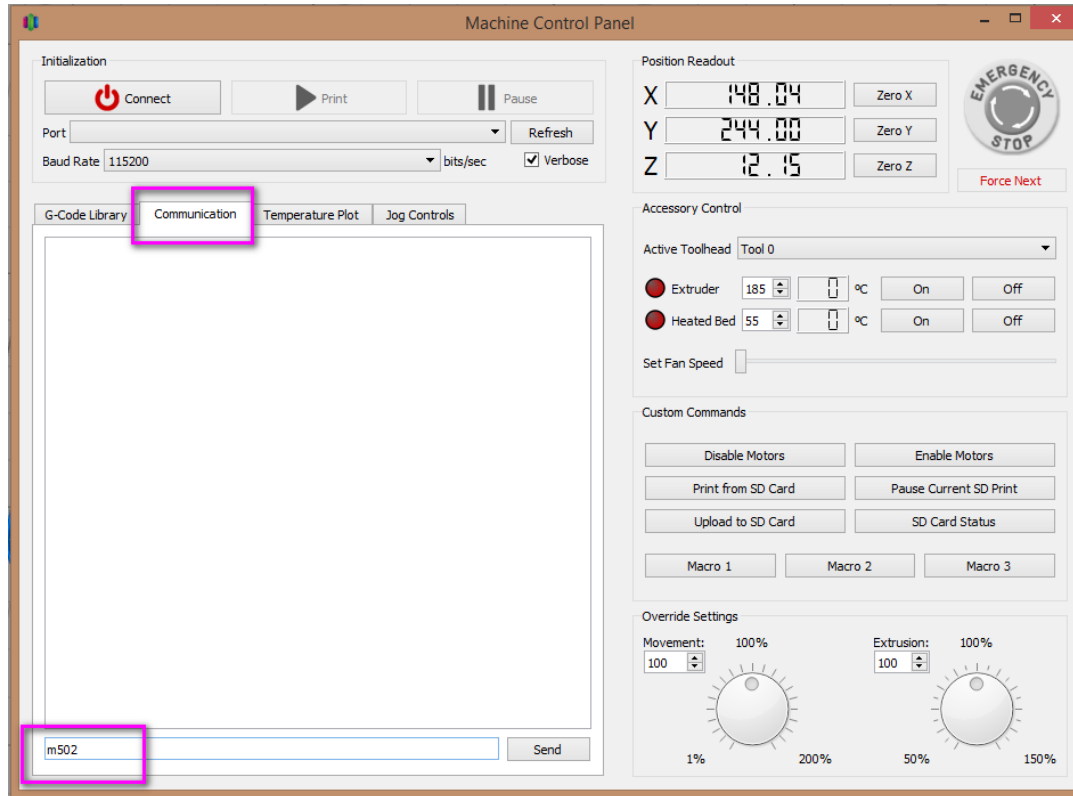 Machine Control Panel
Initialization
Connect
Print
Pause
Port
Refresh
Baud Rate 115200 bits/sec
Verbose
G-Code Library
Communication
Temperature Plot
Jog Controls
m502
Send
Position Readout
X 148.04 Zero X
Y 244.00 Zero Y
Z 12.15 Zero Z
EMERGENCY
STOP
Force Next
Accessory Control
Active Toolhead Tool 0
Extruder 185 0 ºC On Off
Heated Bed 55 0 ºC On Off
Set Fan Speed
Custom Commands
Disable Motors
Enable Motors
Print from SD Card
Pause Current SD Print
Upload to SD Card
SD Card Status
Macro 1
Macro 2
Macro 3
Override Settings
Movement: 100%
100
1% 200%
Extrusion: 100%
100
50% 150%